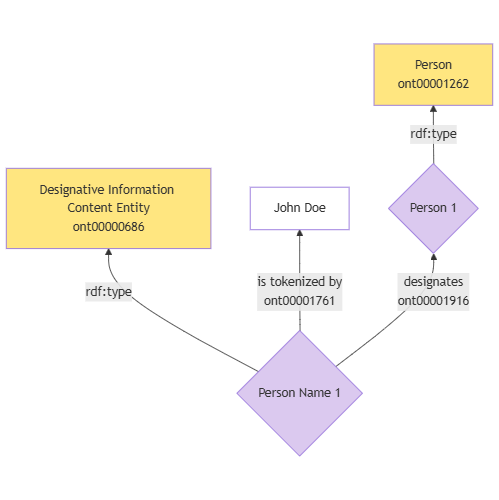 Person
ont00001262
rdf:type
Designative Information
Content Entity
ont00000686
John Doe
Person 1
rdf:type
is tokenized by
ont00001761
designates
ont00001916
Person Name 1